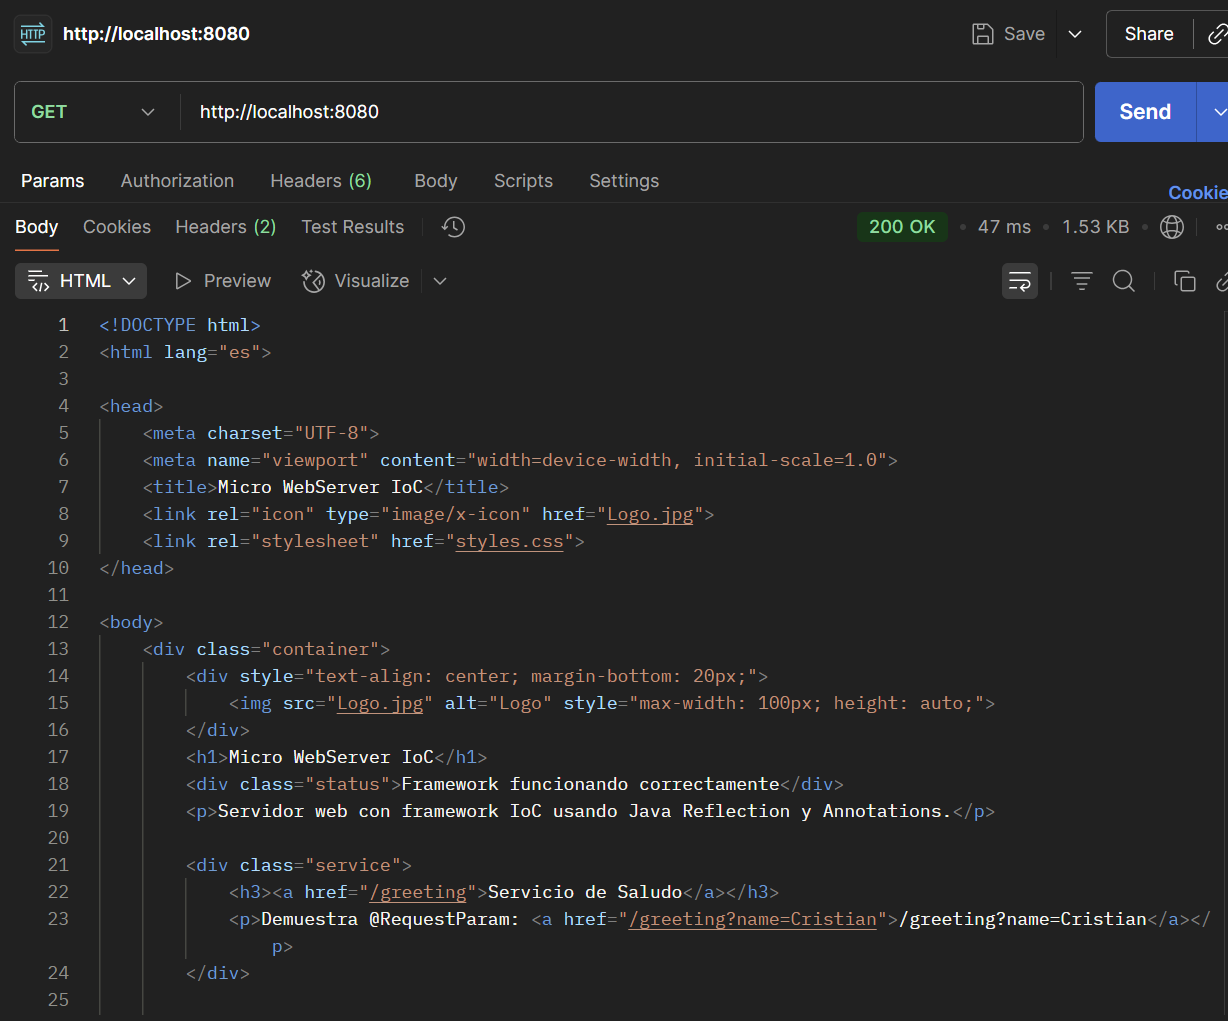 HTTP http://localhost:8080 Save Share
GET http://localhost:8080 Send
Params Authorization Headers (6) Body Scripts Settings
Cookie
Body Cookies Headers (2) Test Results 200 OK • 47 ms • 1.53 KB •
HTML Preview Visualize
1 <!DOCTYPE html>
2 <html lang="es">
3
4 <head>
5 <meta charset="UTF-8">
6 <meta name="viewport" content="width=device-width, initial-scale=1.0">
7 <title>Micro WebServer IoC</title>
8 <link rel="icon" type="image/x-icon" href="Logo.jpg">
9 <link rel="stylesheet" href="styles.css">
10 </head>
11
12 <body>
13 <div class="container">
14 <div style="text-align: center; margin-bottom: 20px;">
15 <img src="Logo.jpg" alt="Logo" style="max-width: 100px; height: auto;">
16 </div>
17 <h1>Micro WebServer IoC</h1>
18 <div class="status">Framework funcionando correctamente</div>
19 <p>Servidor web con framework IoC usando Java Reflection y Annotations.</p>
20
21 <div class="service">
22 <h3><a href="/greeting">Servicio de Saludo</a></h3>
23 <p>Demuestra @RequestParam: <a href="/greeting?name=Cristian">/greeting?name=Cristian</a></
p>
24 </div>
25